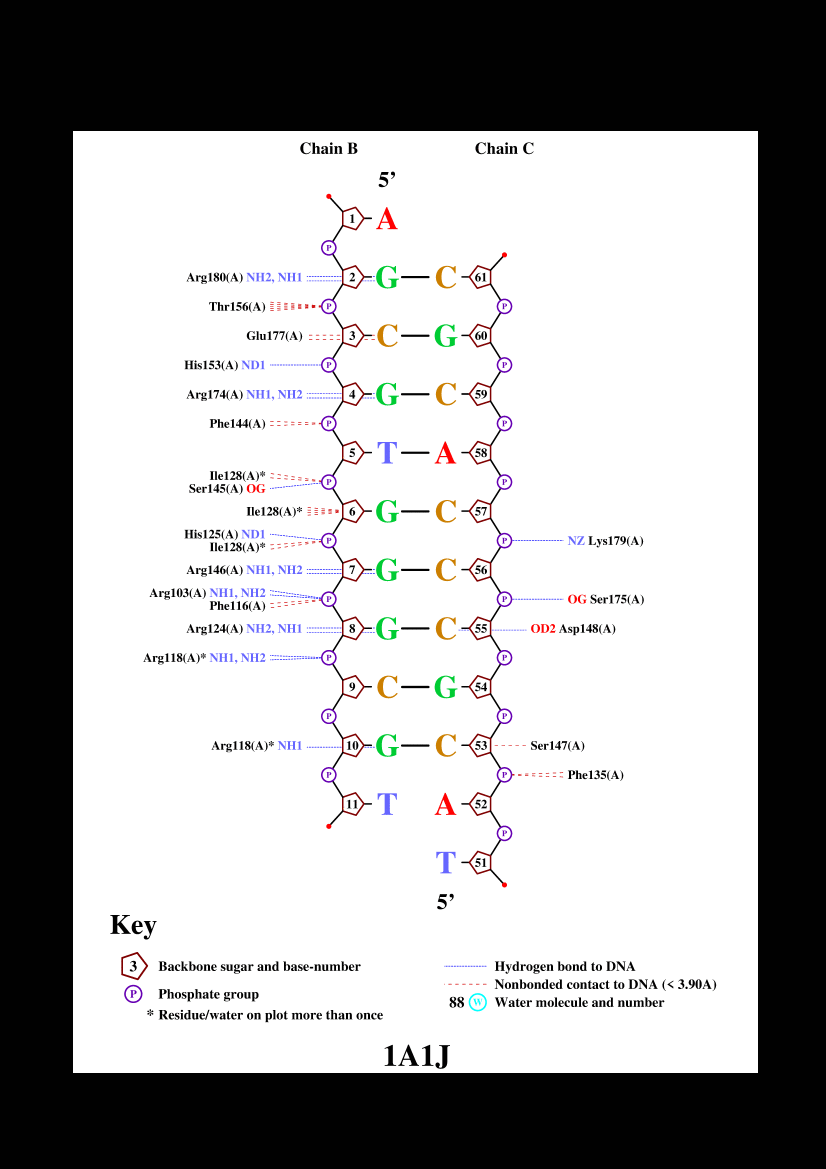 Chain B Chain C
5’
1 A
P
Arg180(A) NH2, NH1 2 G C 61
Thr156(A) P P
Glu177(A) 3 C G 60
His153(A) ND1 P P
Arg174(A) NH1, NH2 4 G C 59
Phe144(A) P P
5 T A 58
Ile128(A)*
Ser145(A) OG P P
Ile128(A)* 6 G C 57
His125(A) ND1 P P NZ Lys179(A)
Ile128(A)*
Arg146(A) NH1, NH2 7 G C 56
Arg103(A) NH1, NH2 P P OG Ser175(A)
Phe116(A)
Arg124(A) NH2, NH1 8 G C 55 OD2 Asp148(A)
Arg118(A)* NH1, NH2 P P
9 C G 54
P P
Arg118(A)* NH1 10 G C 53 Ser147(A)
P P Phe135(A)
11 T A 52
P
T 51
5’
Key
3 Backbone sugar and base-number
P Phosphate group
* Residue/water on plot more than once
Hydrogen bond to DNA
Nonbonded contact to DNA (< 3.90A)
88 W Water molecule and number
1A1J